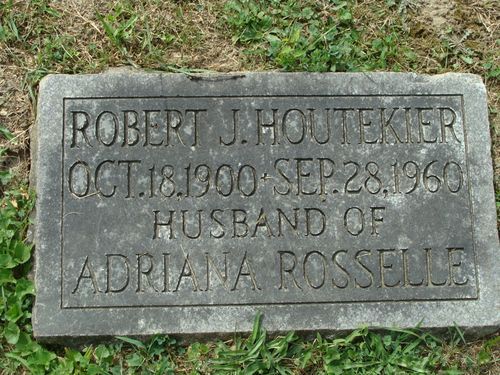 ROBERT J. HOUTEKIER
OCT. 18, 1900 - SEP. 28, 1960
HUSBAND OF
ADRIANA ROSSELLE